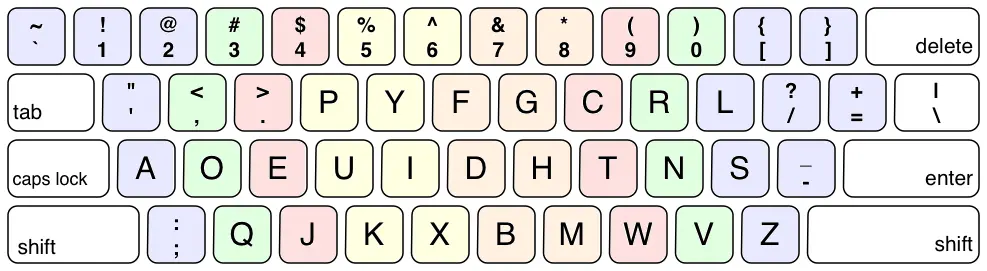 ~ ! @ # $ % ^ & * ( ) { }
` 1 2 3 4 5 6 7 8 9 0 [ ] delete
" < > ? + |
tab ' , . P Y F G C R L / = \
caps lock A O E U I D H T N S _ - enter
shift : ; Q J K X B M W V Z shift